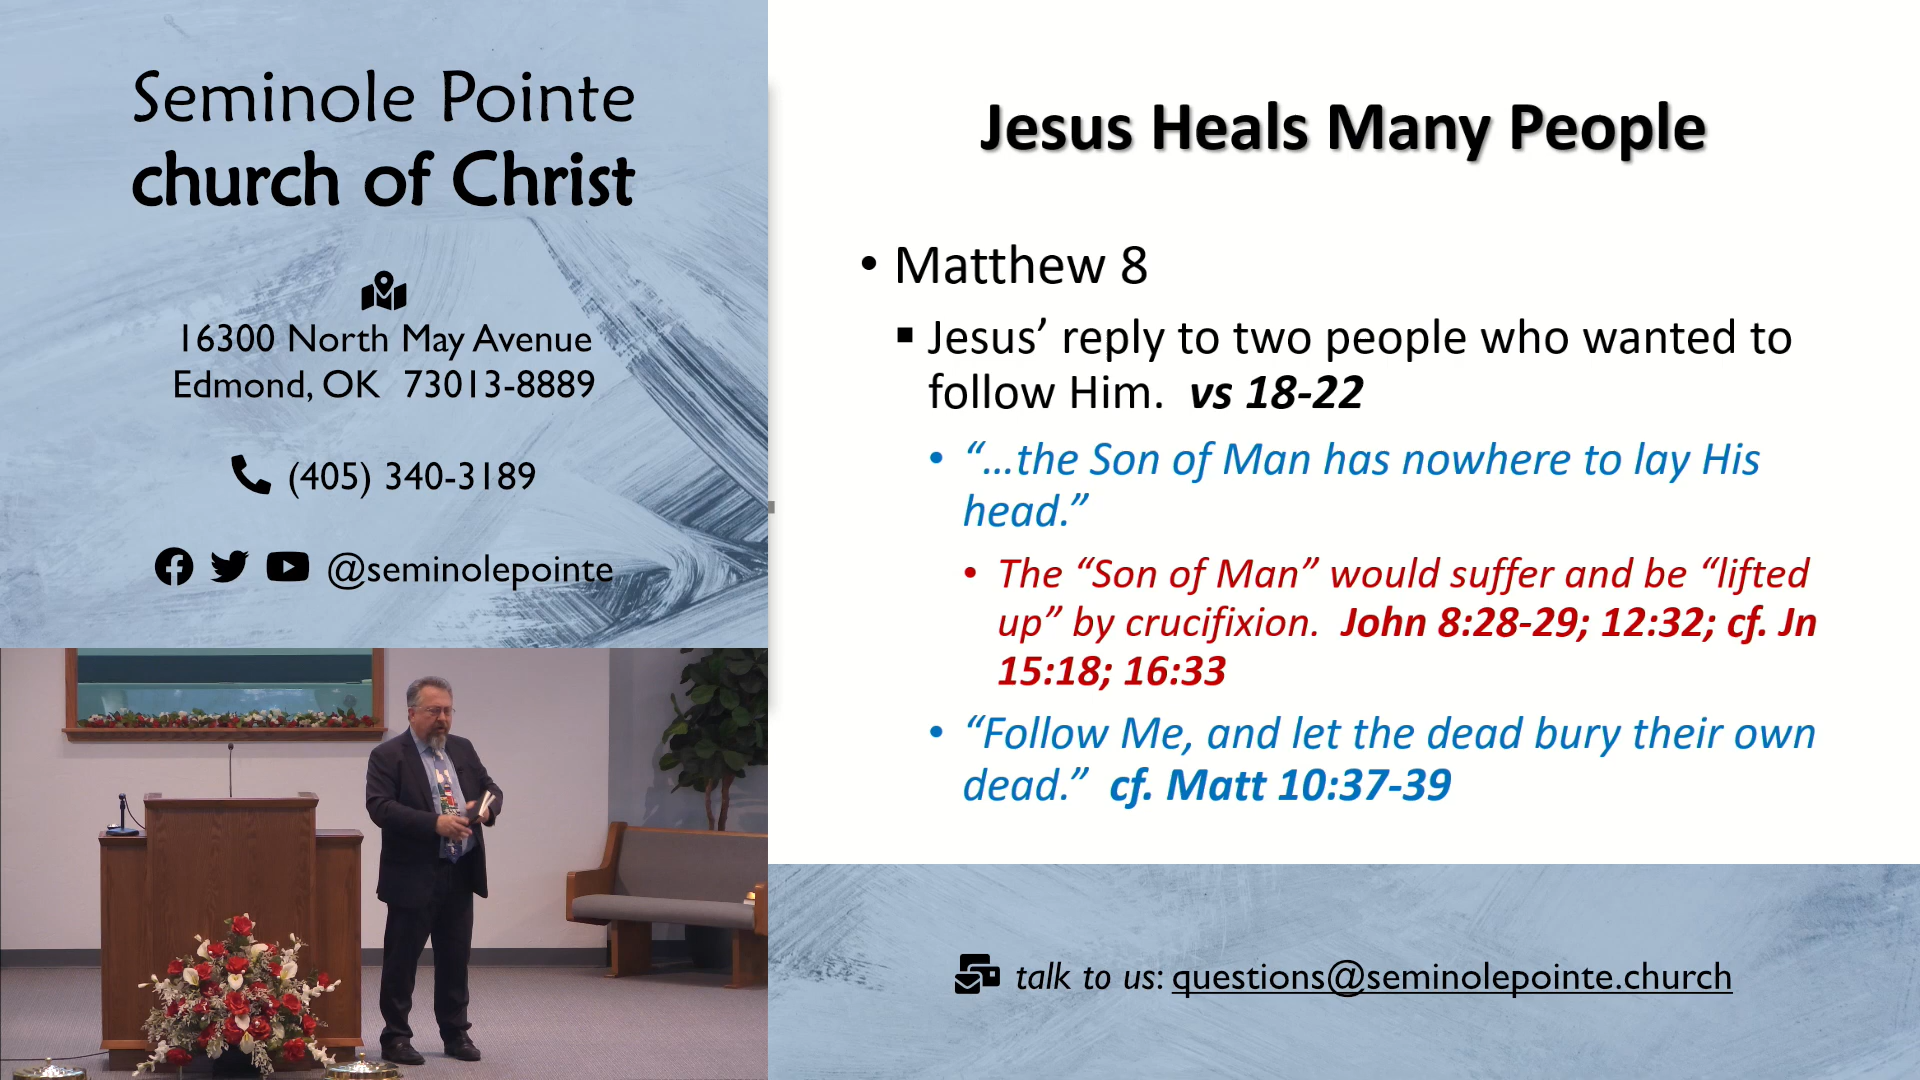 Seminole Pointe
church of Christ
16300 North May Avenue
Edmond, OK 73013-8889
(405) 340-3189
@seminolepointe
Jesus Heals Many People
• Matthew 8
▪ Jesus’ reply to two people who wanted to
follow Him. vs 18-22
• “…the Son of Man has nowhere to lay His
head.”
• The “Son of Man” would suffer and be “lifted
up” by crucifixion. John 8:28-29; 12:32; cf. Jn
15:18; 16:33
• “Follow Me, and let the dead bury their own
dead.” cf. Matt 10:37-39
talk to us: questions@seminolepointe.church